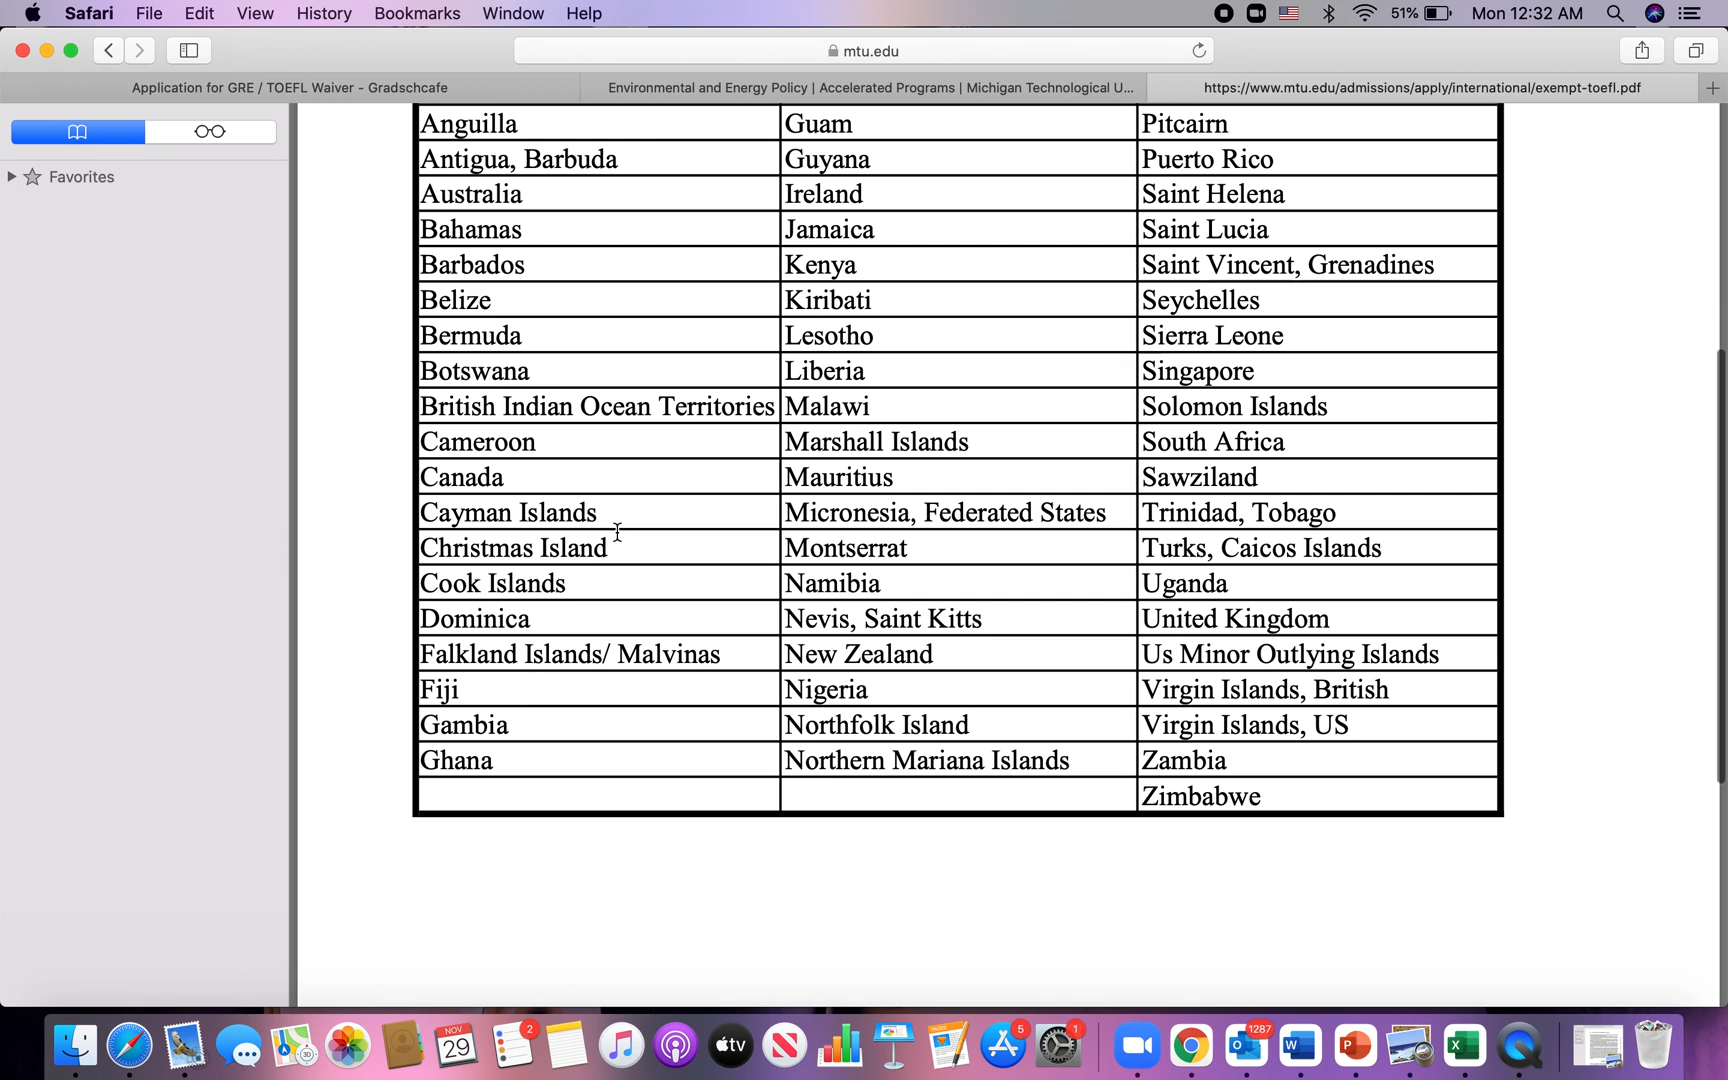 Safari File Edit View History Bookmarks Window Help 51% Mon 12:32 AM
mtu.edu
Application for GRE / TOEFL Waiver - Gradschcafe Environmental and Energy Policy | Accelerated Programs | Michigan Technological U... https://www.mtu.edu/admissions/apply/international/exempt-toefl.pdf
Favorites
Anguilla Guam Pitcairn
Antigua, Barbuda Guyana Puerto Rico
Australia Ireland Saint Helena
Bahamas Jamaica Saint Lucia
Barbados Kenya Saint Vincent, Grenadines
Belize Kiribati Seychelles
Bermuda Lesotho Sierra Leone
Botswana Liberia Singapore
British Indian Ocean Territories Malawi Solomon Islands
Cameroon Marshall Islands South Africa
Canada Mauritius Sawziland
Cayman Islands Micronesia, Federated States Trinidad, Tobago
Christmas Island Montserrat Turks, Caicos Islands
Cook Islands Namibia Uganda
Dominica Nevis, Saint Kitts United Kingdom
Falkland Islands/ Malvinas New Zealand Us Minor Outlying Islands
Fiji Nigeria Virgin Islands, British
Gambia Northfolk Island Virgin Islands, US
Ghana Northern Mariana Islands Zambia
Zimbabwe
NOV 29 2 tv 5 1 1287 W P X